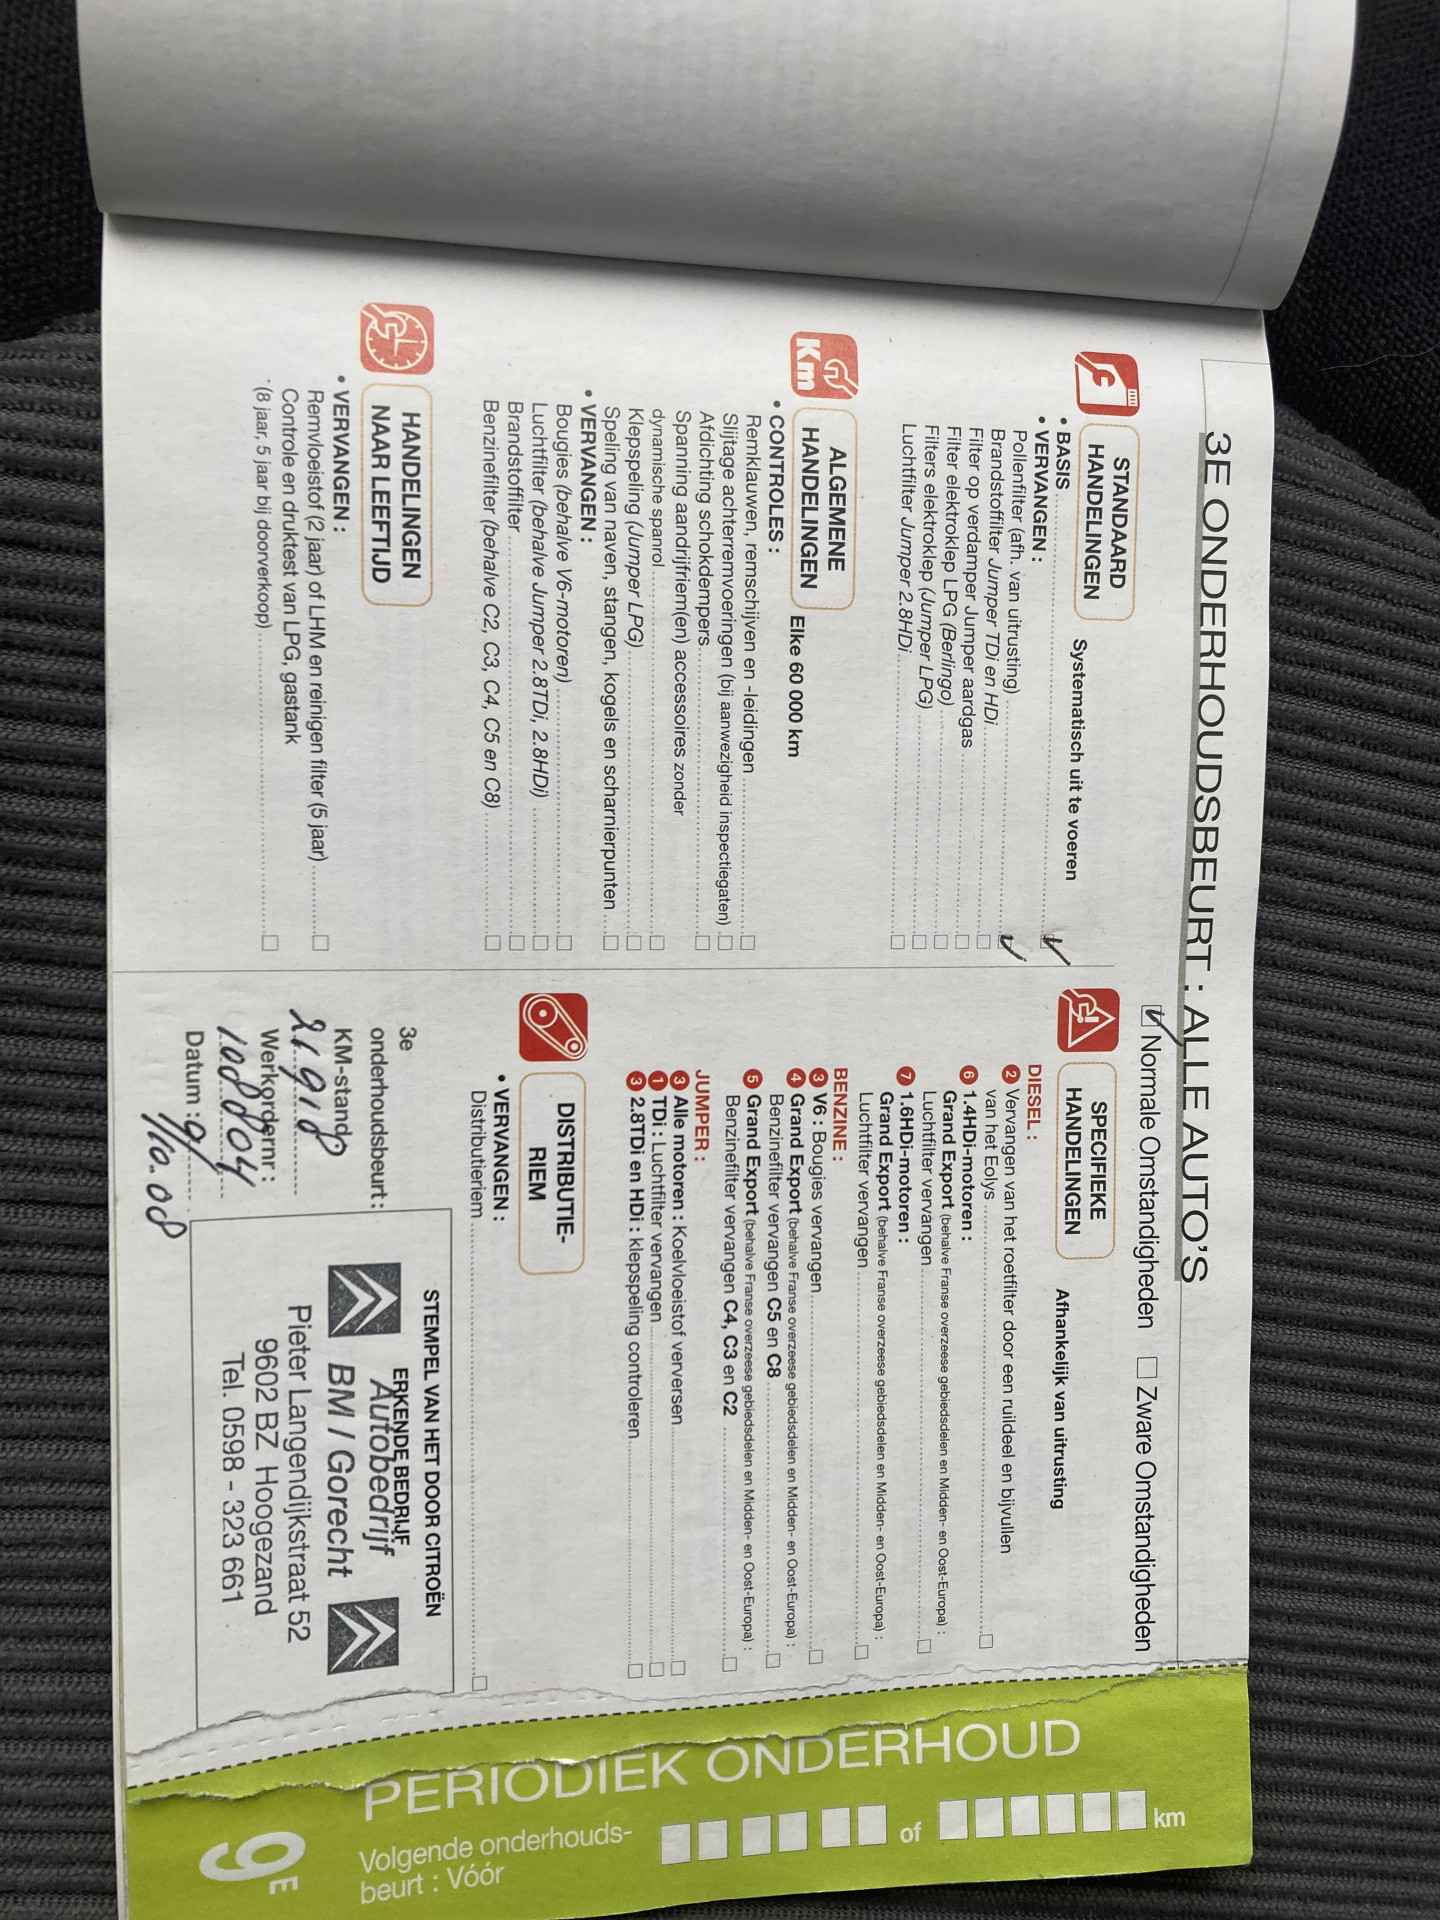 3E ONDERHOUDSBEURT : ALLE AUTO'S
Normale Omstandigheden
Zware Omstandigheden
STANDAARD
HANDELINGEN
Systematisch uit te voeren
• BASIS
• VERVANGEN :
Pollenfilter (afh. van uitrusting)
Brandstoffilter Jumper TDi en HDi
Filter op verdamper Jumper aardgas
Filter elektroklep LPG (Berlingo)
Filters elektroklep (Jumper LPG)
Luchtfilter Jumper 2.8HDi
Km
ALGEMENE
HANDELINGEN
Elke 60 000 km
• CONTROLES :
Remklauwen, remschijven en -leidingen
Slijtage achterremvoeringen (bij aanwezigheid inspectiegaten)
Afdichting schokdempers
Spanning aandrijfriem(en) accessoires zonder
dynamische spanrol
Klepspeling (Jumper LPG)
Speling van naven, stangen, kogels en scharnierpunten
• VERVANGEN :
Bougies (behalve V6-motoren)
Luchtfilter (behalve Jumper 2.8TDi, 2.8HDi)
Brandstoffilter
Benzinefilter (behalve C2, C3, C4, C5 en C8)
HANDELINGEN
NAAR LEEFTIJD
• VERVANGEN :
Remvloeistof (2 jaar) of LHM en reinigen filter (5 jaar)
Controle en druktest van LPG, gastank
(8 jaar, 5 jaar bij doorverkoop)
SPECIFIEKE
HANDELINGEN
Afhankelijk van uitrusting
DIESEL :
2 Vervangen van het roetfilter door een ruildeel en bijvullen
van het Eolys
6 1.4HDi-motoren :
Grand Export (behalve Franse overzeese gebiedsdelen en Midden- en Oost-Europa) :
Luchtfilter vervangen
7 1.6HDi-motoren :
Grand Export (behalve Franse overzeese gebiedsdelen en Midden- en Oost-Europa) :
Luchtfilter vervangen
BENZINE :
3 V6 : Bougies vervangen
4 Grand Export (behalve Franse overzeese gebiedsdelen en Midden- en Oost-Europa) :
Benzinefilter vervangen C5 en C8
5 Grand Export (behalve Franse overzeese gebiedsdelen en Midden- en Oost-Europa) :
Benzinefilter vervangen C4, C3 en C2
JUMPER :
3 Alle motoren : Koelvloeistof verversen
1 TDi : Luchtfilter vervangen
3 2.8TDi en HDi : klepspeling controleren
DISTRIBUTIE-
RIEM
• VERVANGEN :
Distributieriem
3e
onderhoudsbeurt :
KM-stand
21918
Werkordernr :
108804
Datum : 9/
1/10.08
STEMPEL VAN HET DOOR CITROËN
ERKENDE BEDRIJF
Autobedrijf
BM / Gorecht
Pieter Langendijkstraat 52
9602 BZ Hoogezand
Tel. 0598 - 323 661
PERIODIEK ONDERHOUD
Volgende onderhouds-
beurt : Vóór
of
km
9E